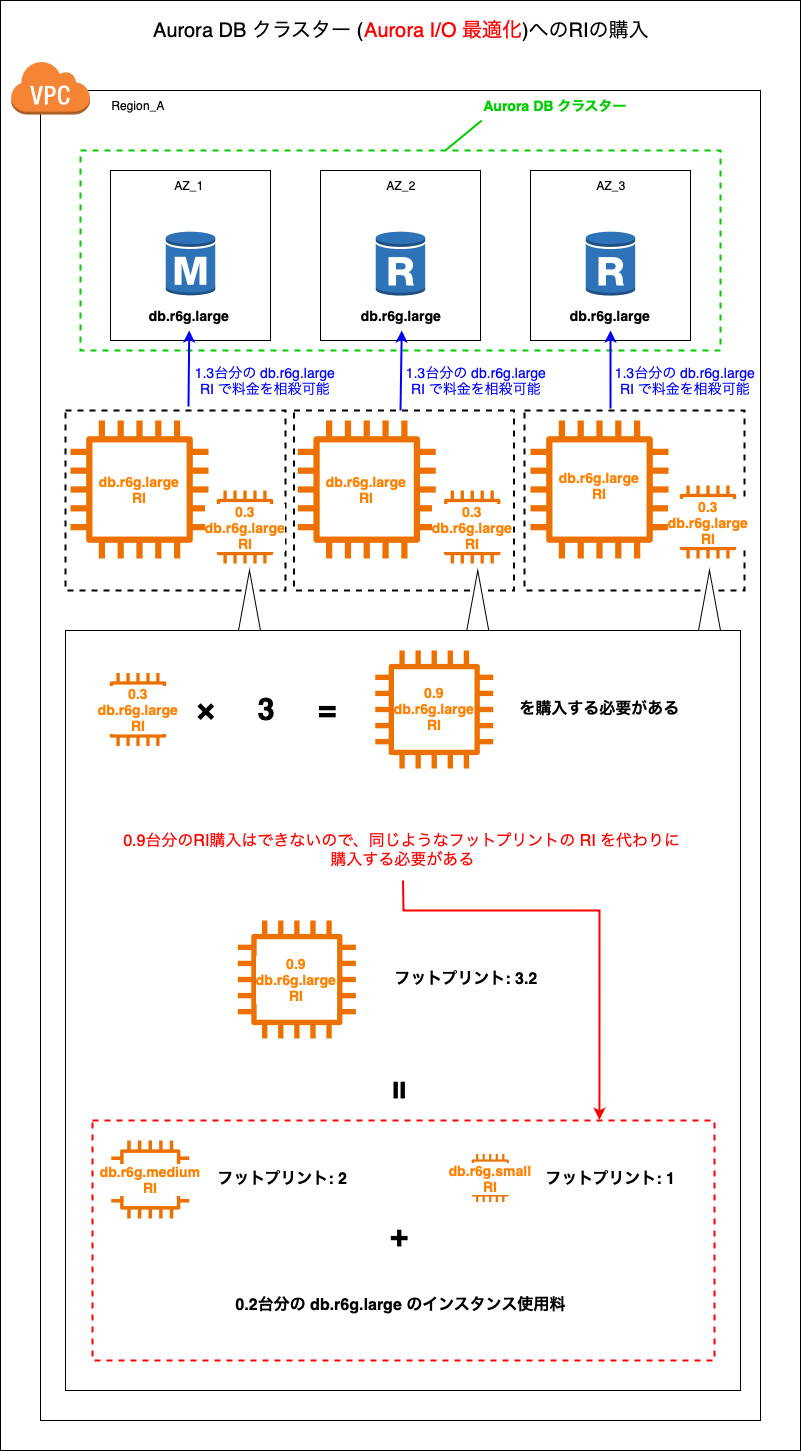 Aurora DB クラスター (Aurora I/O 最適化)へのRIの購入
VPC
Region_A
Aurora DB クラスター
AZ_1
AZ_2
AZ_3
M
R
R
db.r6g.large
db.r6g.large
db.r6g.large
1.3台分の db.r6g.large
RI で料金を相殺可能
1.3台分の db.r6g.large
RI で料金を相殺可能
1.3台分の db.r6g.large
RI で料金を相殺可能
db.r6g.large
RI
0.3
db.r6g.large
RI
db.r6g.large
RI
0.3
db.r6g.large
RI
db.r6g.large
RI
0.3
db.r6g.large
RI
0.3
db.r6g.large
RI
× 3 =
0.9
db.r6g.large
RI
を購入する必要がある
0.9台分のRI購入はできないので、同じようなフットプリントの RI を代わりに
購入する必要がある
0.9
db.r6g.large
RI
フットプリント: 3.2
=
db.r6g.medium
RI
フットプリント: 2
db.r6g.small
RI
フットプリント: 1
+
0.2台分の db.r6g.large のインスタンス使用料